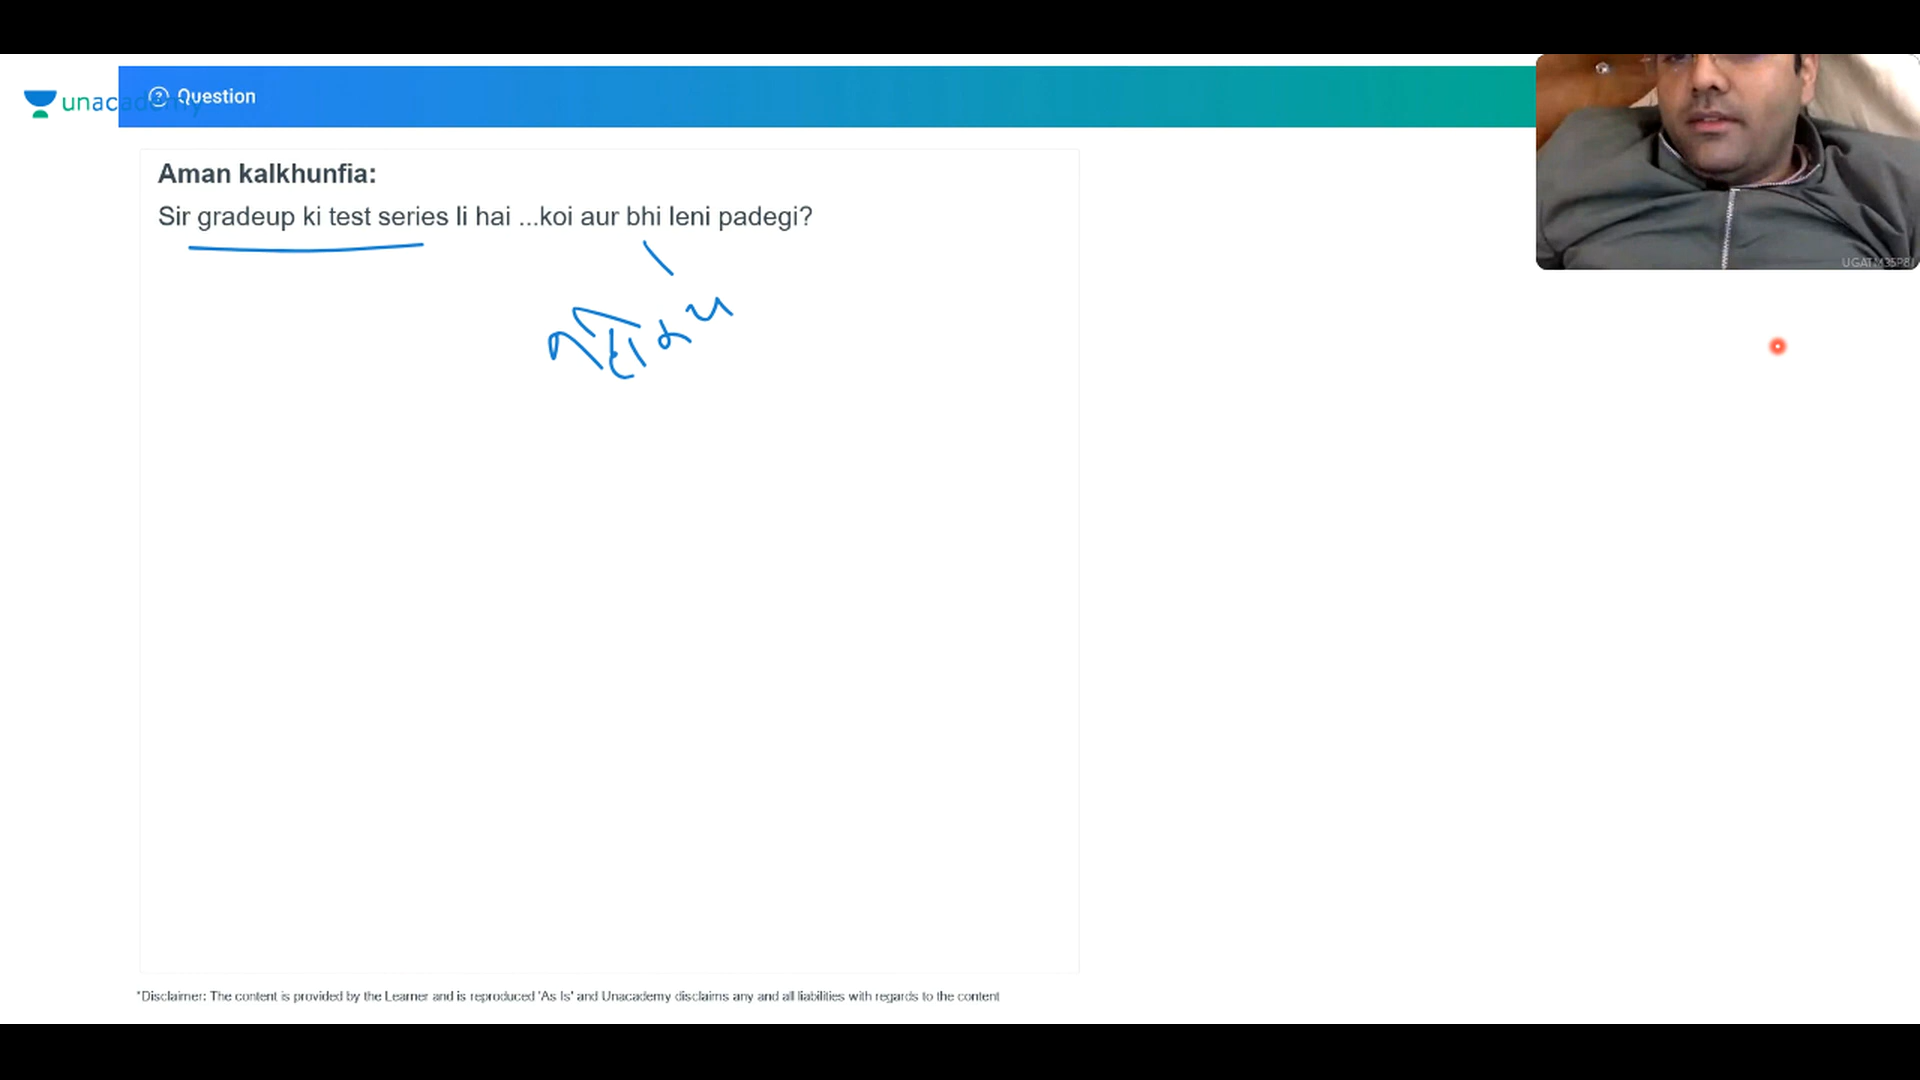 unacademy
Question
Aman kalkhunfia:
Sir gradeup ki test series li hai ...koi aur bhi leni padegi?
UGATM35P8I
*Disclaimer: The content is provided by the Learner and is reproduced 'As Is' and Unacademy disclaims any and all liabilities with regards to the content